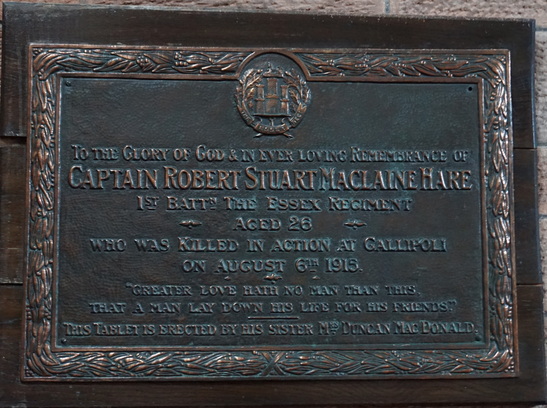 To the Glory of God & in ever loving Remembrance of
Captain Robert Stuart Maclaine Hare
1st Battn The Essex Regiment
aged 26
who was Killed in action at Gallipoli
on August 6th 1915.
"Greater love hath no man than this,
that a man lay down his life for his friends"
This Tablet is erected by his sister Mrs Duncan MacDonald.